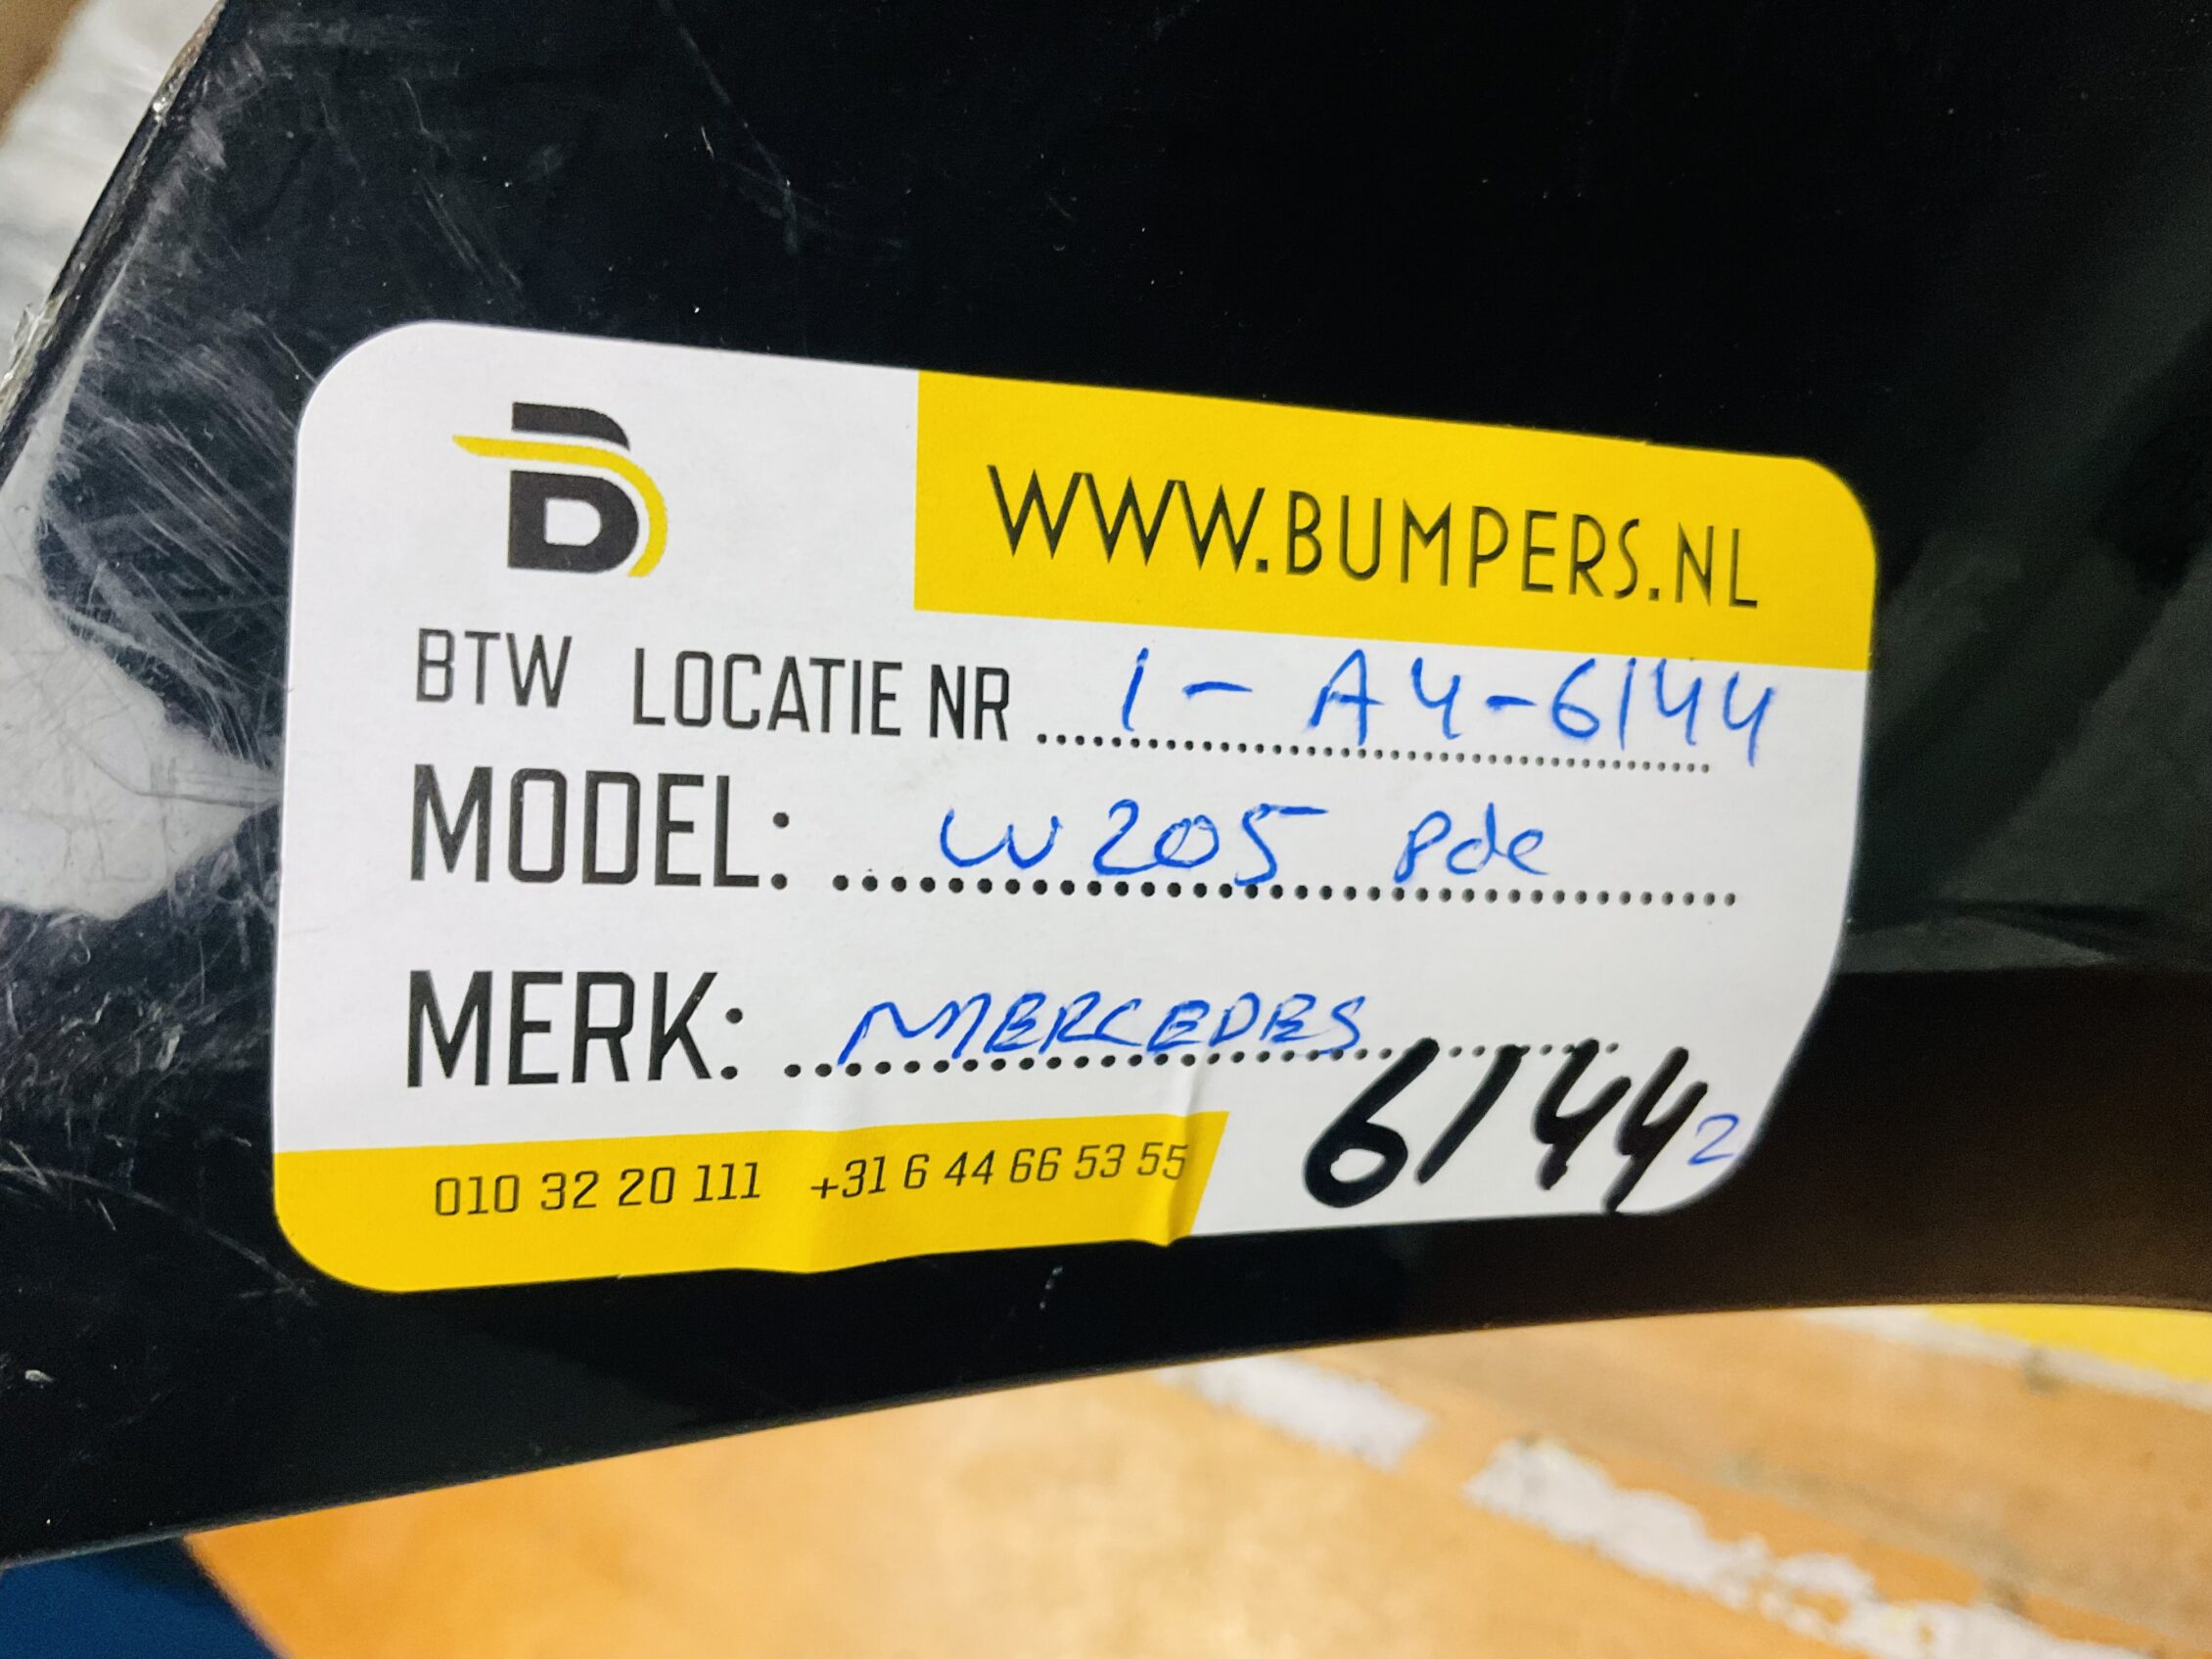 B
WWW.BUMPERS.NL
BTW LOCATIE NR 1-A4-6144
MODEL: W205 pdc
MERK: MERCEDES
6144 2
010 32 20 111 +31 6 44 66 53 55